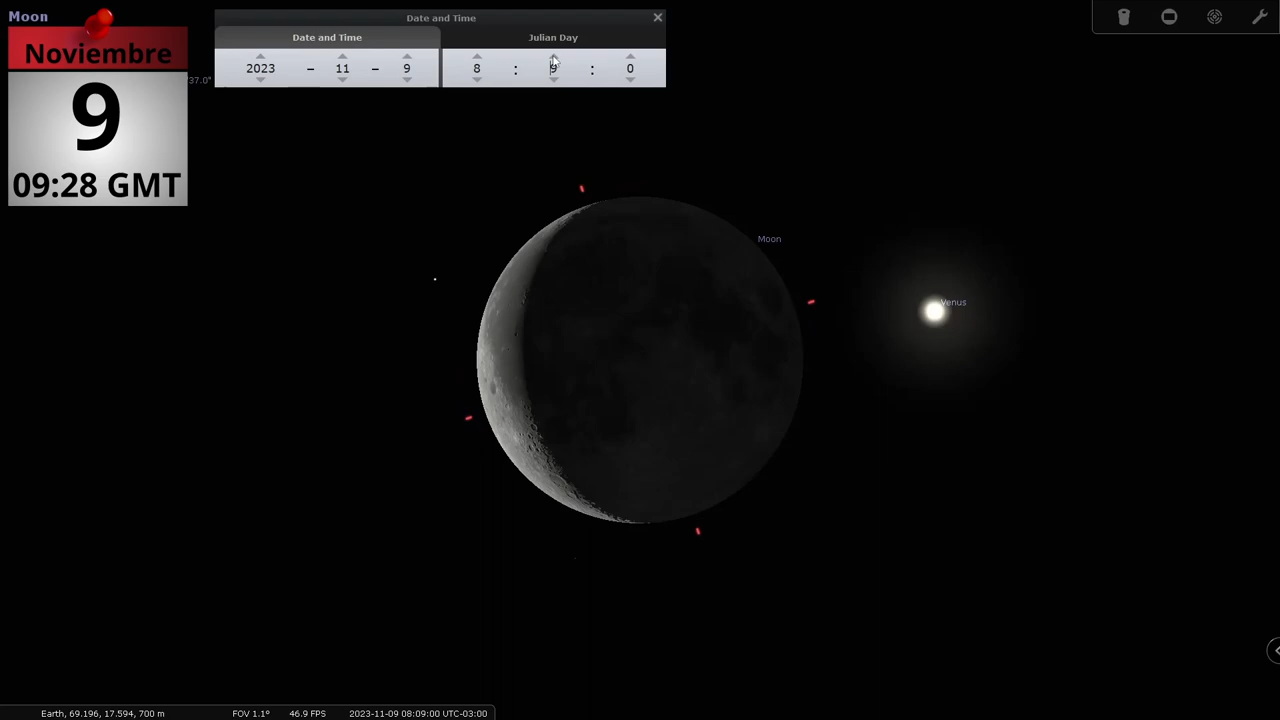 Moon
Noviembre
9
09:28 GMT
Date and Time
Date and Time
Julian Day
2023 – 11 – 9
8 : 9 : 0
Moon
Venus
Earth, 69.196, 17.594, 700 m
FOV 1.1°
46.9 FPS
2023-11-09 08:09:00 UTC-03:00